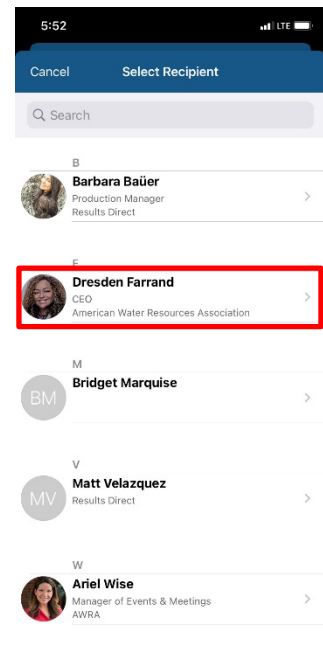 5:52 LTE
Cancel Select Recipient
Search
B
Barbara Baüer
Production Manager
Results Direct
F
Dresden Farrand
CEO
American Water Resources Association
M
BM Bridget Marquise
V
Matt Velazquez
MV Results Direct
W
Ariel Wise
Manager of Events & Meetings
AWRA